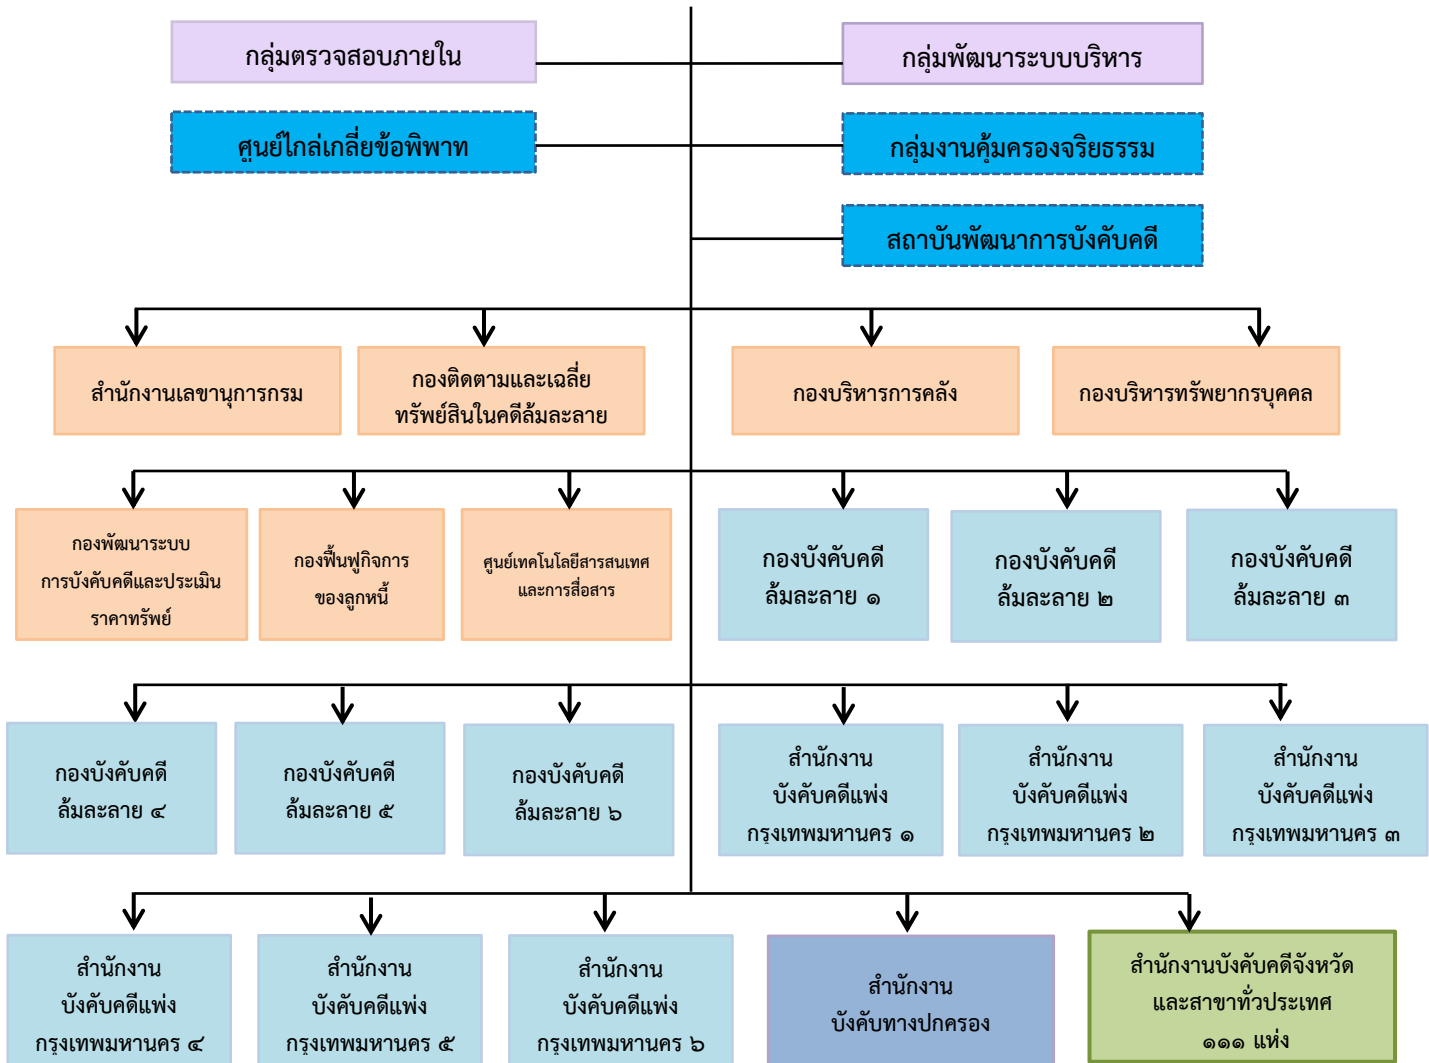 กลุ่มตรวจสอบภายใน
กลุ่มพัฒนาระบบบริหาร
ศูนย์ไกล่เกลี่ยข้อพิพาท
กลุ่มงานคุ้มครองจริยธรรม
สถาบันพัฒนาการบังคับคดี
สำนักงานเลขานุการกรม
กองติดตามและเฉลี่ย
ทรัพย์สินในคดีล้มละลาย
กองบริหารการคลัง
กองบริหารทรัพยากรบุคคล
กองพัฒนาระบบ
การบังคับคดีและประเมิน
ราคาทรัพย์
กองฟื้นฟูกิจการ
ของลูกหนี้
ศูนย์เทคโนโลยีสารสนเทศ
และการสื่อสาร
กองบังคับคดี
ล้มละลาย ๑
กองบังคับคดี
ล้มละลาย ๒
กองบังคับคดี
ล้มละลาย ๓
กองบังคับคดี
ล้มละลาย ๔
กองบังคับคดี
ล้มละลาย ๕
กองบังคับคดี
ล้มละลาย ๖
สำนักงาน
บังคับคดีแพ่ง
กรุงเทพมหานคร ๑
สำนักงาน
บังคับคดีแพ่ง
กรุงเทพมหานคร ๒
สำนักงาน
บังคับคดีแพ่ง
กรุงเทพมหานคร ๓
สำนักงาน
บังคับคดีแพ่ง
กรุงเทพมหานคร ๔
สำนักงาน
บังคับคดีแพ่ง
กรุงเทพมหานคร ๕
สำนักงาน
บังคับคดีแพ่ง
กรุงเทพมหานคร ๖
สำนักงาน
บังคับทางปกครอง
สำนักงานบังคับคดีจังหวัด
และสาขาทั่วประเทศ
๑๑๑ แห่ง